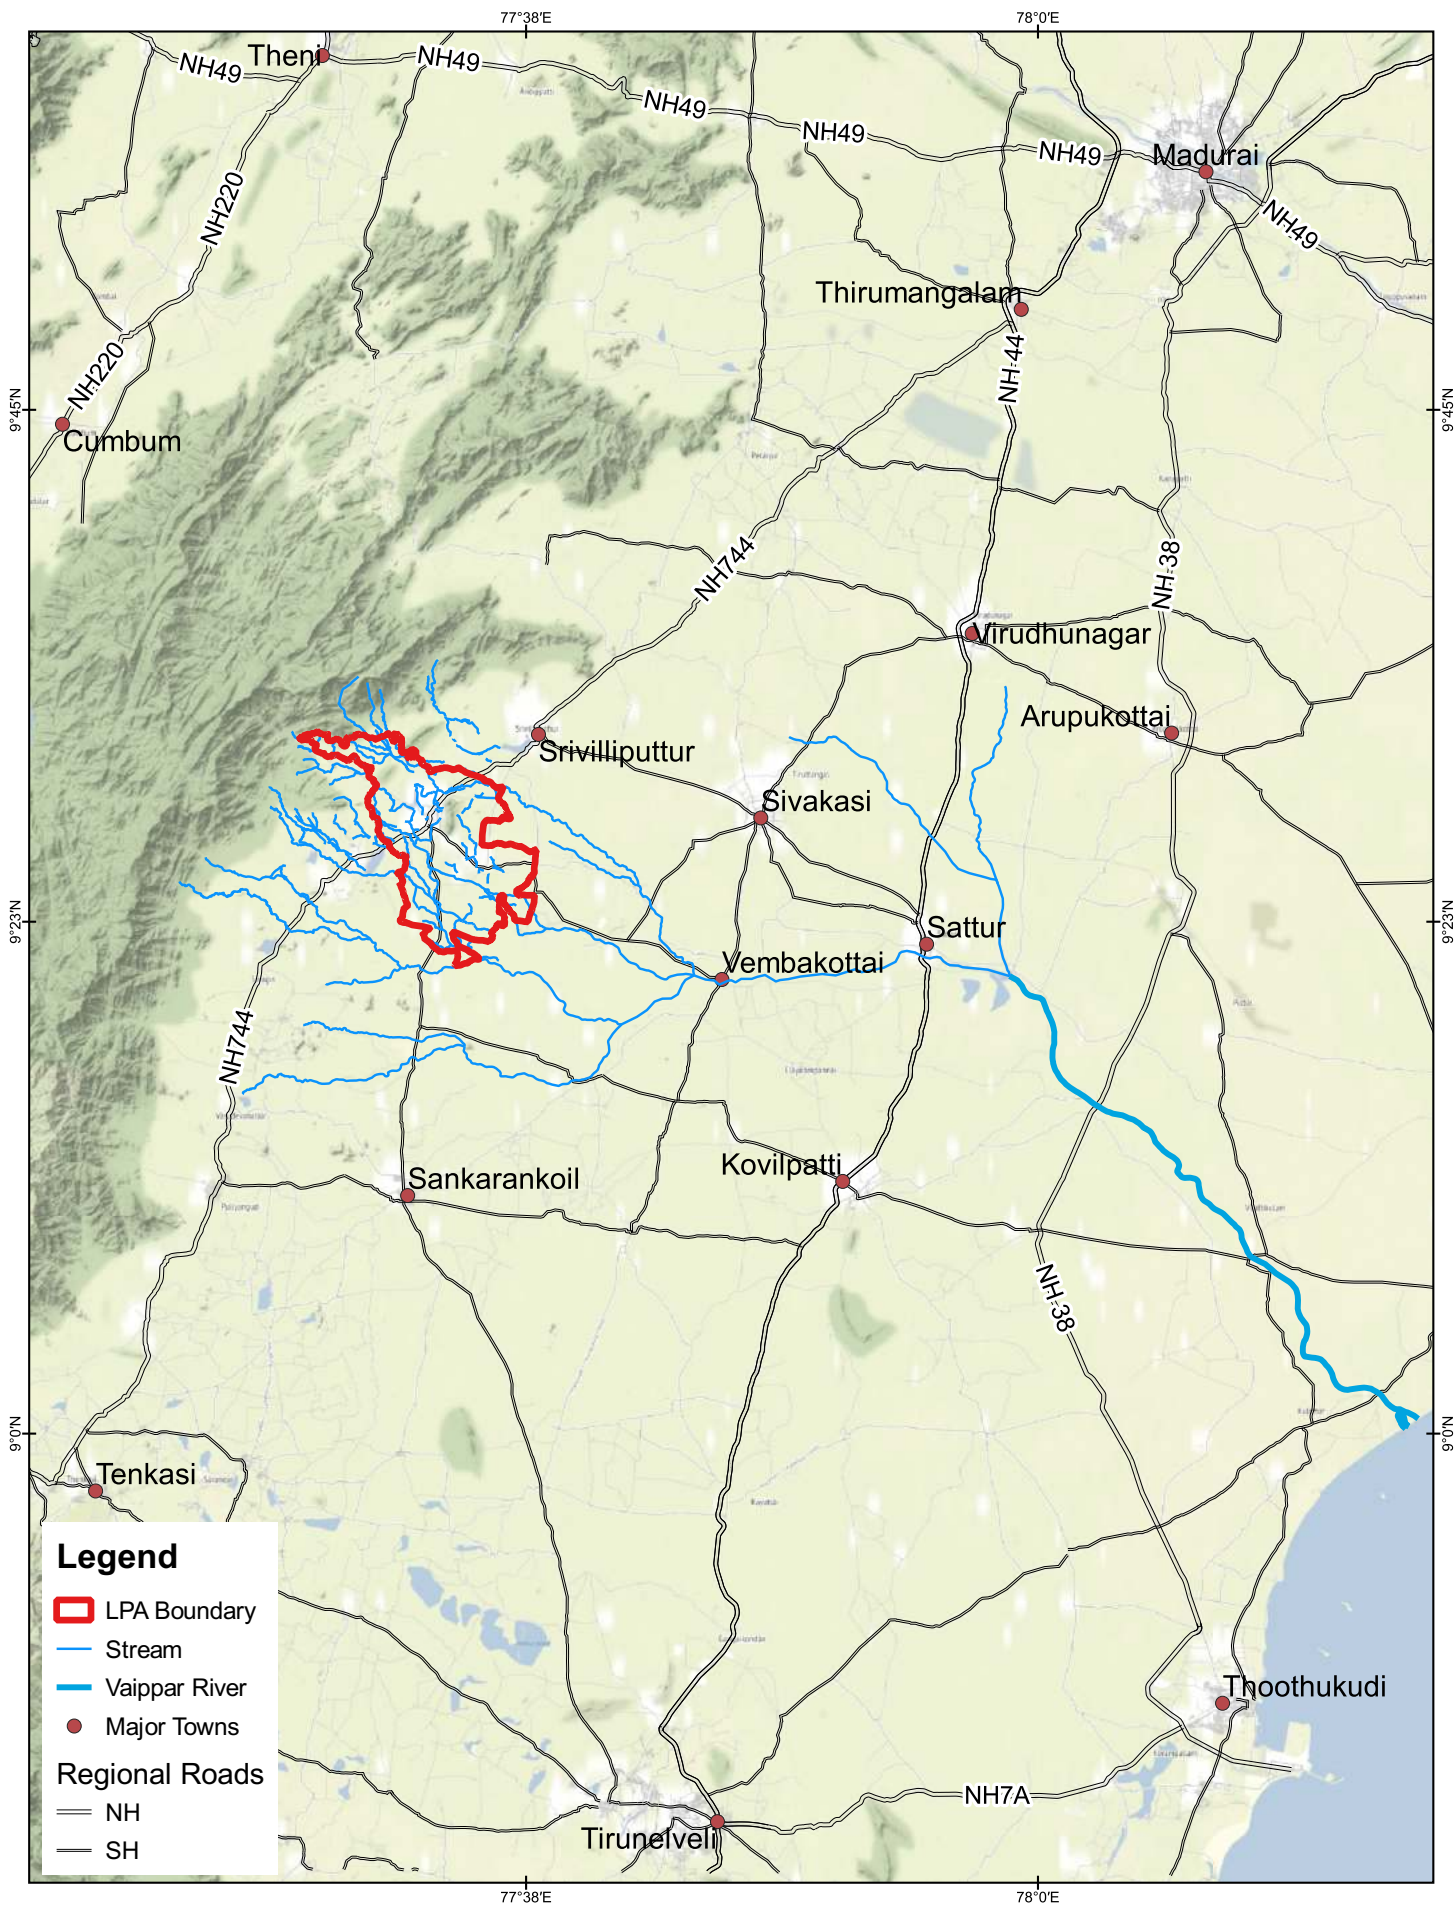 77°38'E
78°0'E
Theni
NH49
NH49
NH49
NH49
NH49
Madurai
NH220
NH49
Thirumangalam
NH220
NH-44
9°45'N
9°45'N
Cumbum
NH744
NH-38
Virudhunagar
Arupukottai
Srivilliputtur
Sivakasi
9°23'N
9°23'N
Sattur
Vembakottai
NH744
Kovilpatti
Sankarankoil
NH-38
9°0'N
9°0'N
Tenkasi
Legend
LPA Boundary
Stream
Vaippar River
Major Towns
Regional Roads
NH
SH
Thoothukudi
NH7A
Tirunelveli
77°38'E
78°0'E